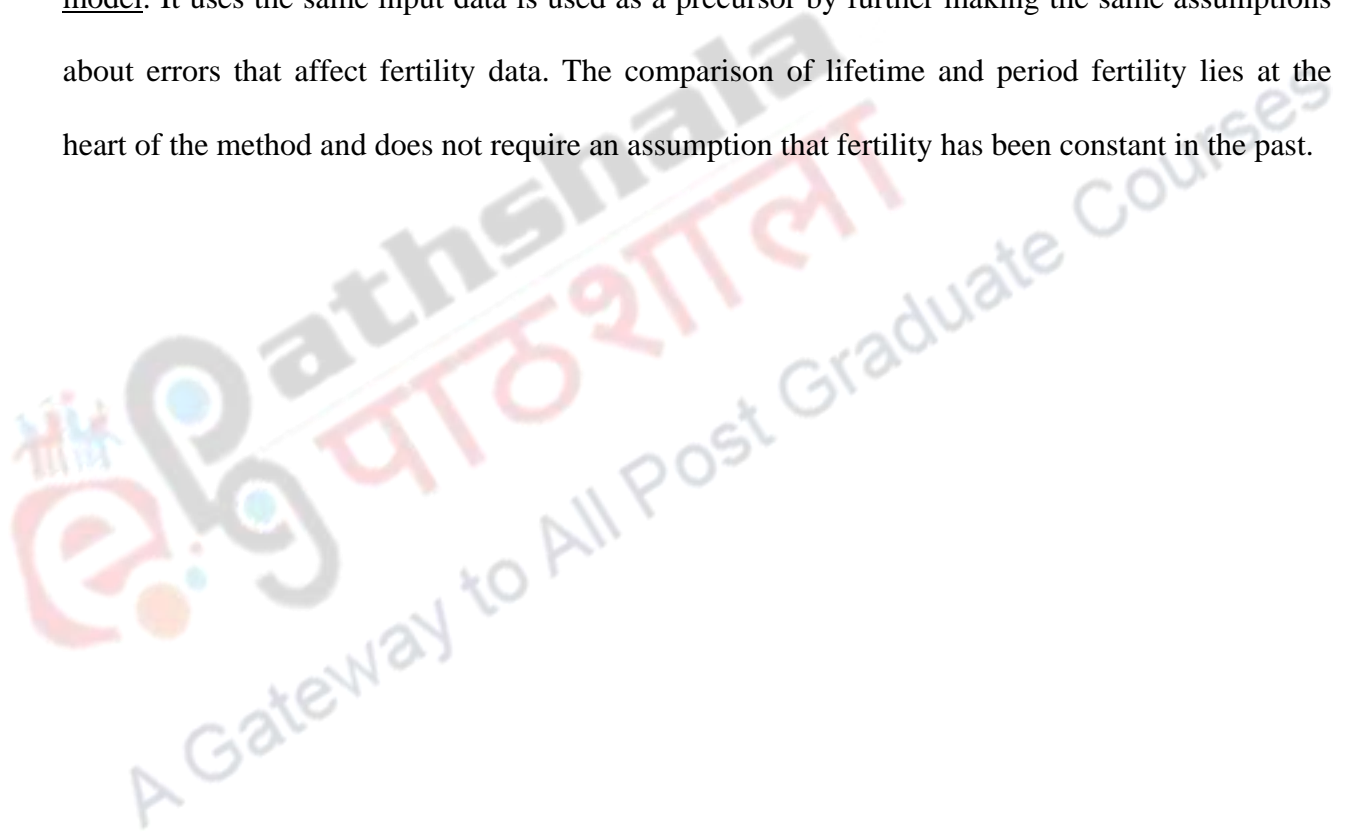 model. It uses the same input data is used as a precursor by further making the same assumptions
about errors that affect fertility data. The comparison of lifetime and period fertility lies at the
heart of the method and does not require an assumption that fertility has been constant in the past.
athshala
पाठशाला
A Gateway to All Post Graduate Courses